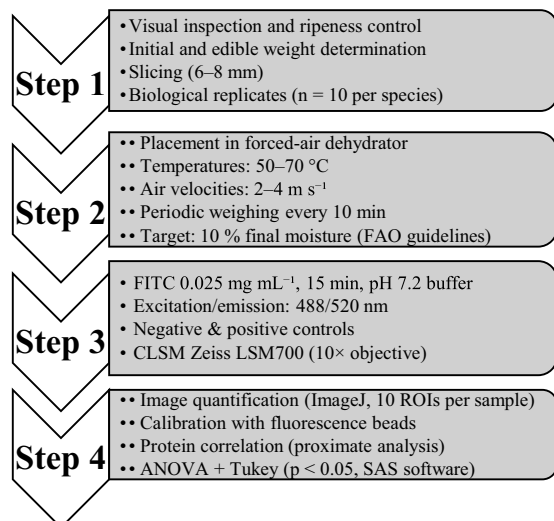 Step 1
• Visual inspection and ripeness control
• Initial and edible weight determination
• Slicing (6–8 mm)
• Biological replicates (n = 10 per species)
Step 2
•• Placement in forced-air dehydrator
•• Temperatures: 50–70 °C
•• Air velocities: 2–4 m s⁻¹
•• Periodic weighing every 10 min
•• Target: 10 % final moisture (FAO guidelines)
Step 3
• FITC 0.025 mg mL⁻¹, 15 min, pH 7.2 buffer
• Excitation/emission: 488/520 nm
• Negative & positive controls
• CLSM Zeiss LSM700 (10× objective)
Step 4
•• Image quantification (ImageJ, 10 ROIs per sample)
•• Calibration with fluorescence beads
•• Protein correlation (proximate analysis)
•• ANOVA + Tukey (p < 0.05, SAS software)